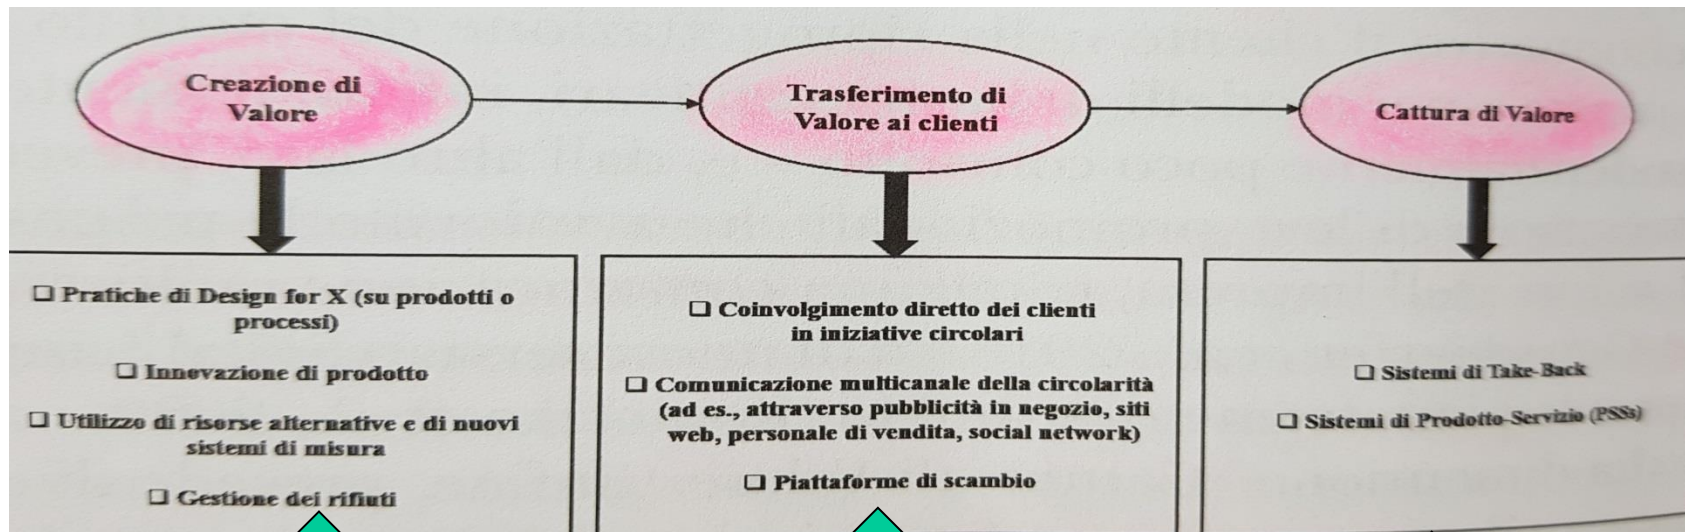 Creazione di
Valore
Trasferimento di
Valore ai clienti
Cattura di Valore
❑ Pratiche di Design for X (su prodotti o
processi)
❑ Innovazione di prodotto
❑ Utilizzo di risorse alternative e di nuovi
sistemi di misura
❑ Gestione dei rifiuti
❑ Coinvolgimento diretto dei clienti
in iniziative circolari
❑ Comunicazione multicanale della circolarità
(ad es., attraverso pubblicità in negozio, siti
web, personale di vendita, social network)
❑ Piattaforme di scambio
❑ Sistemi di Take-Back
❑ Sistemi di Prodotto-Servizio (PSSs)